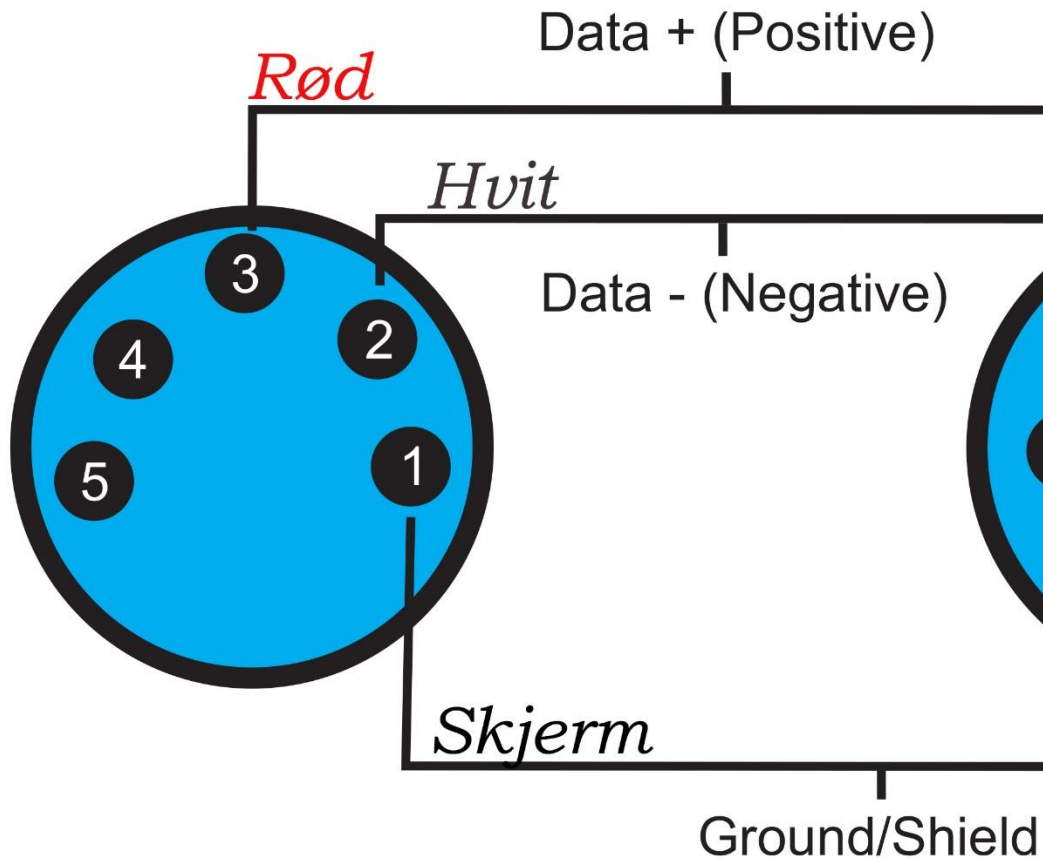 Data + (Positive)
Rød
Hvit
Data - (Negative)
3
2
4
1
5
Skjerm
Ground/Shield